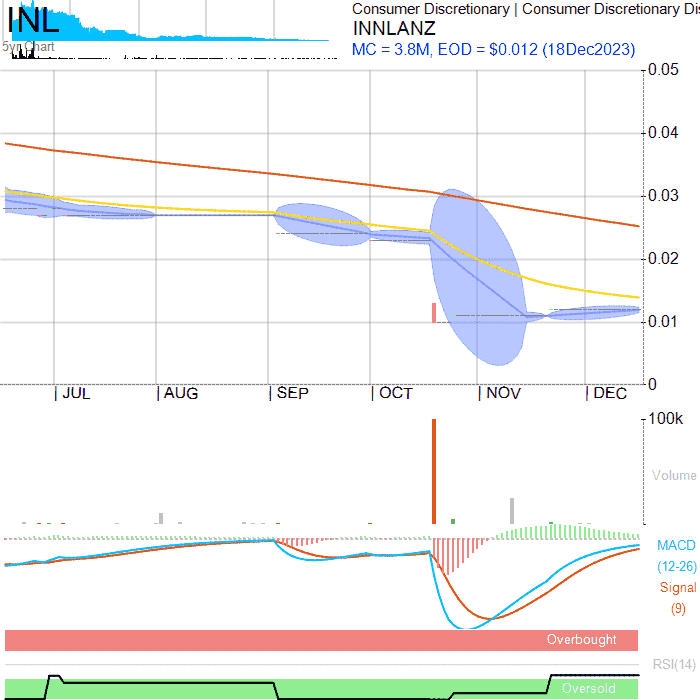 INL
5yr Chart
Consumer Discretionary | Consumer Discretionary Dis
INNLANZ
MC = 3.8M, EOD = $0.012 (18Dec2023)
0.05
0.04
0.03
0.02
0.01
0
JUL AUG SEP OCT NOV DEC
100k
Volume
MACD
(12-26)
Signal
(9)
Overbought
RSI(14)
Oversold